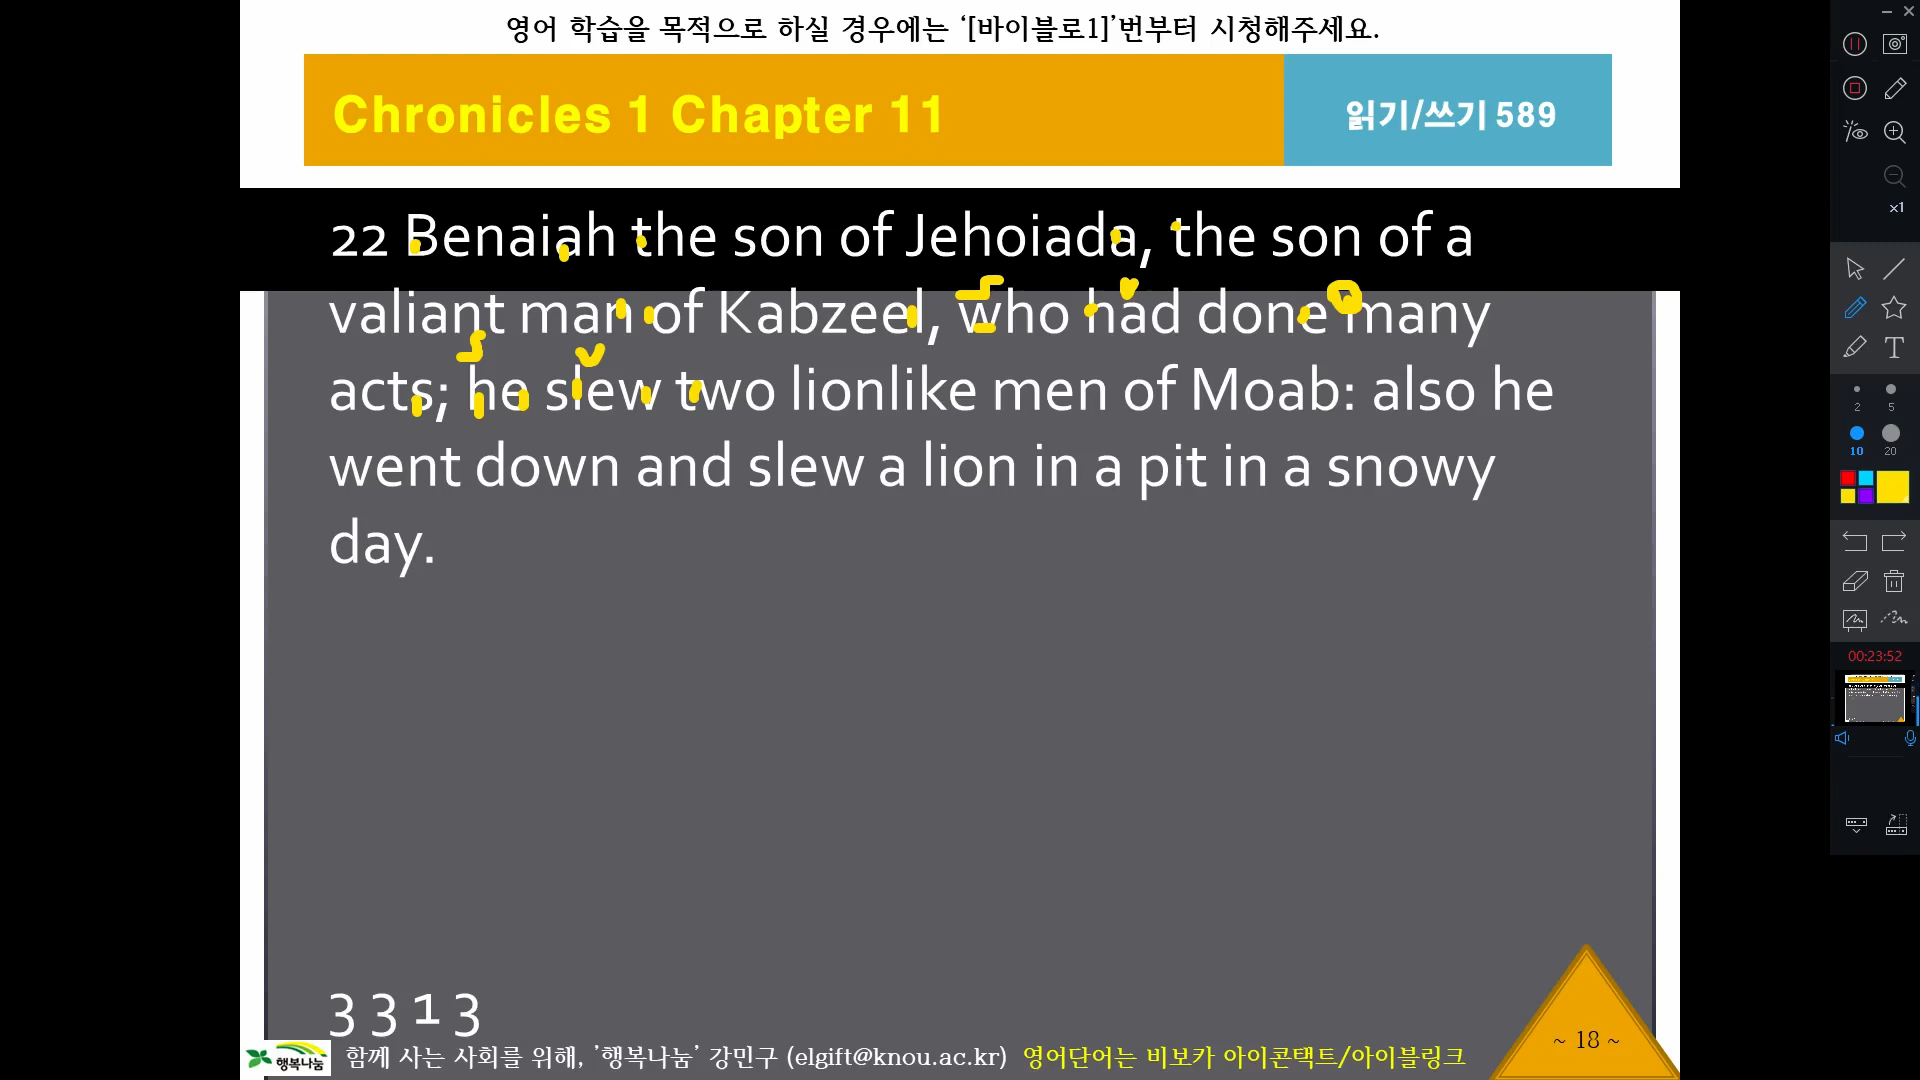 영어 학습을 목적으로 하실 경우에는 ‘[바이블로1]’번부터 시청해주세요.
Chronicles 1 Chapter 11
읽기/쓰기 589
22 Benaiah the son of Jehoiada, the son of a
valiant man of Kabzeel, who had done many
acts; he slew two lionlike men of Moab: also he
went down and slew a lion in a pit in a snowy
day.
3 3 1 3
행복나눔 함께 사는 사회를 위해, ’행복나눔’ 강민구 (elgift@knou.ac.kr) 영어단어는 비보카 아이콘택트/아이블링크
~ 18 ~
x1
T
2 5
10 20
00:23:52